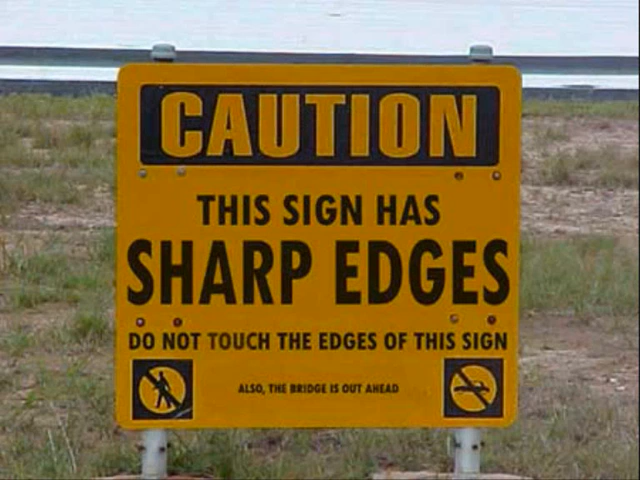 CAUTION
THIS SIGN HAS
SHARP EDGES
DO NOT TOUCH THE EDGES OF THIS SIGN
ALSO, THE BRIDGE IS OUT AHEAD